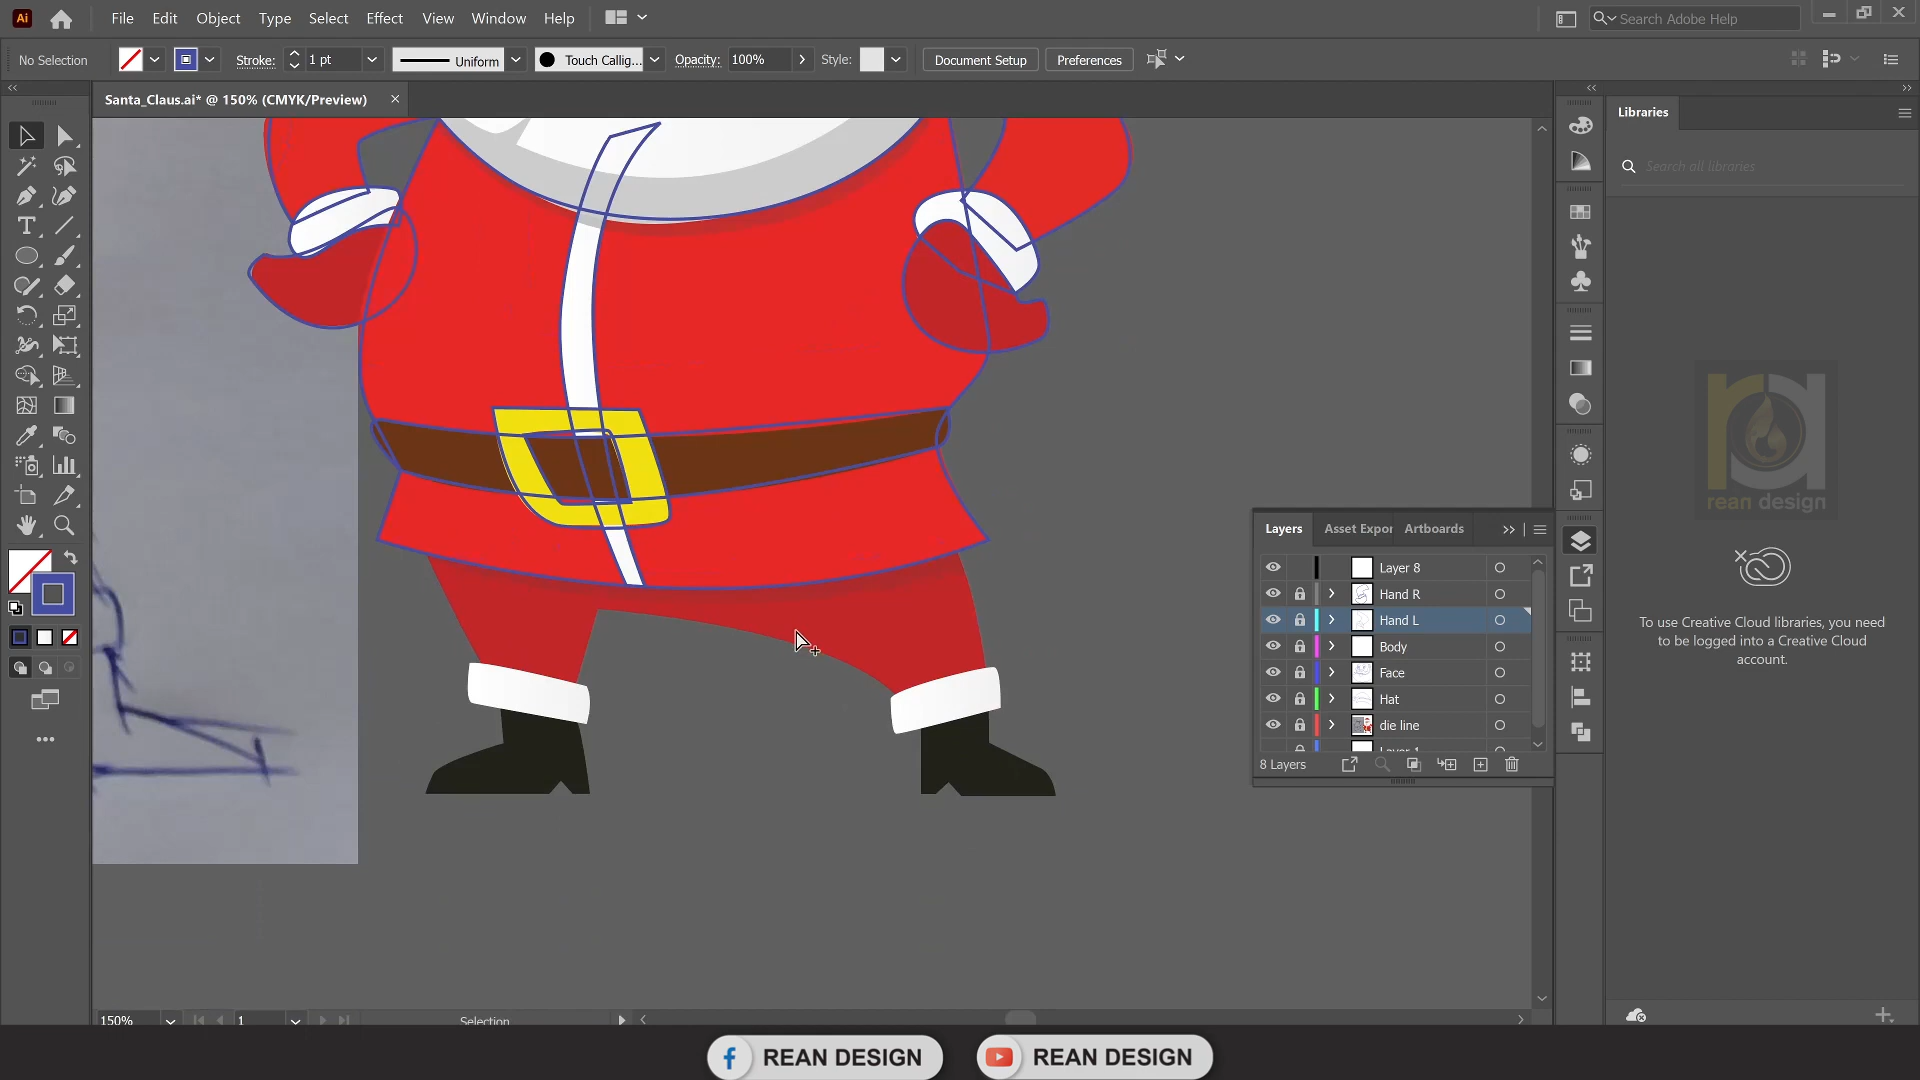 Ai File Edit Object Type Select Effect View Window Help Search Adobe Help
No Selection Stroke: 1 pt Uniform Touch Callig... Opacity: 100% Style: Document Setup Preferences
Santa_Claus.ai* @ 150% (CMYK/Preview)
Libraries
Search all libraries
rean design
To use Creative Cloud libraries, you need
to be logged into a Creative Cloud
account.
Layers Asset Expor Artboards
Layer 8
Hand R
Hand L
Body
Face
Hat
die line
Layer 1
8 Layers
150% 1 Selection
REAN DESIGN REAN DESIGN